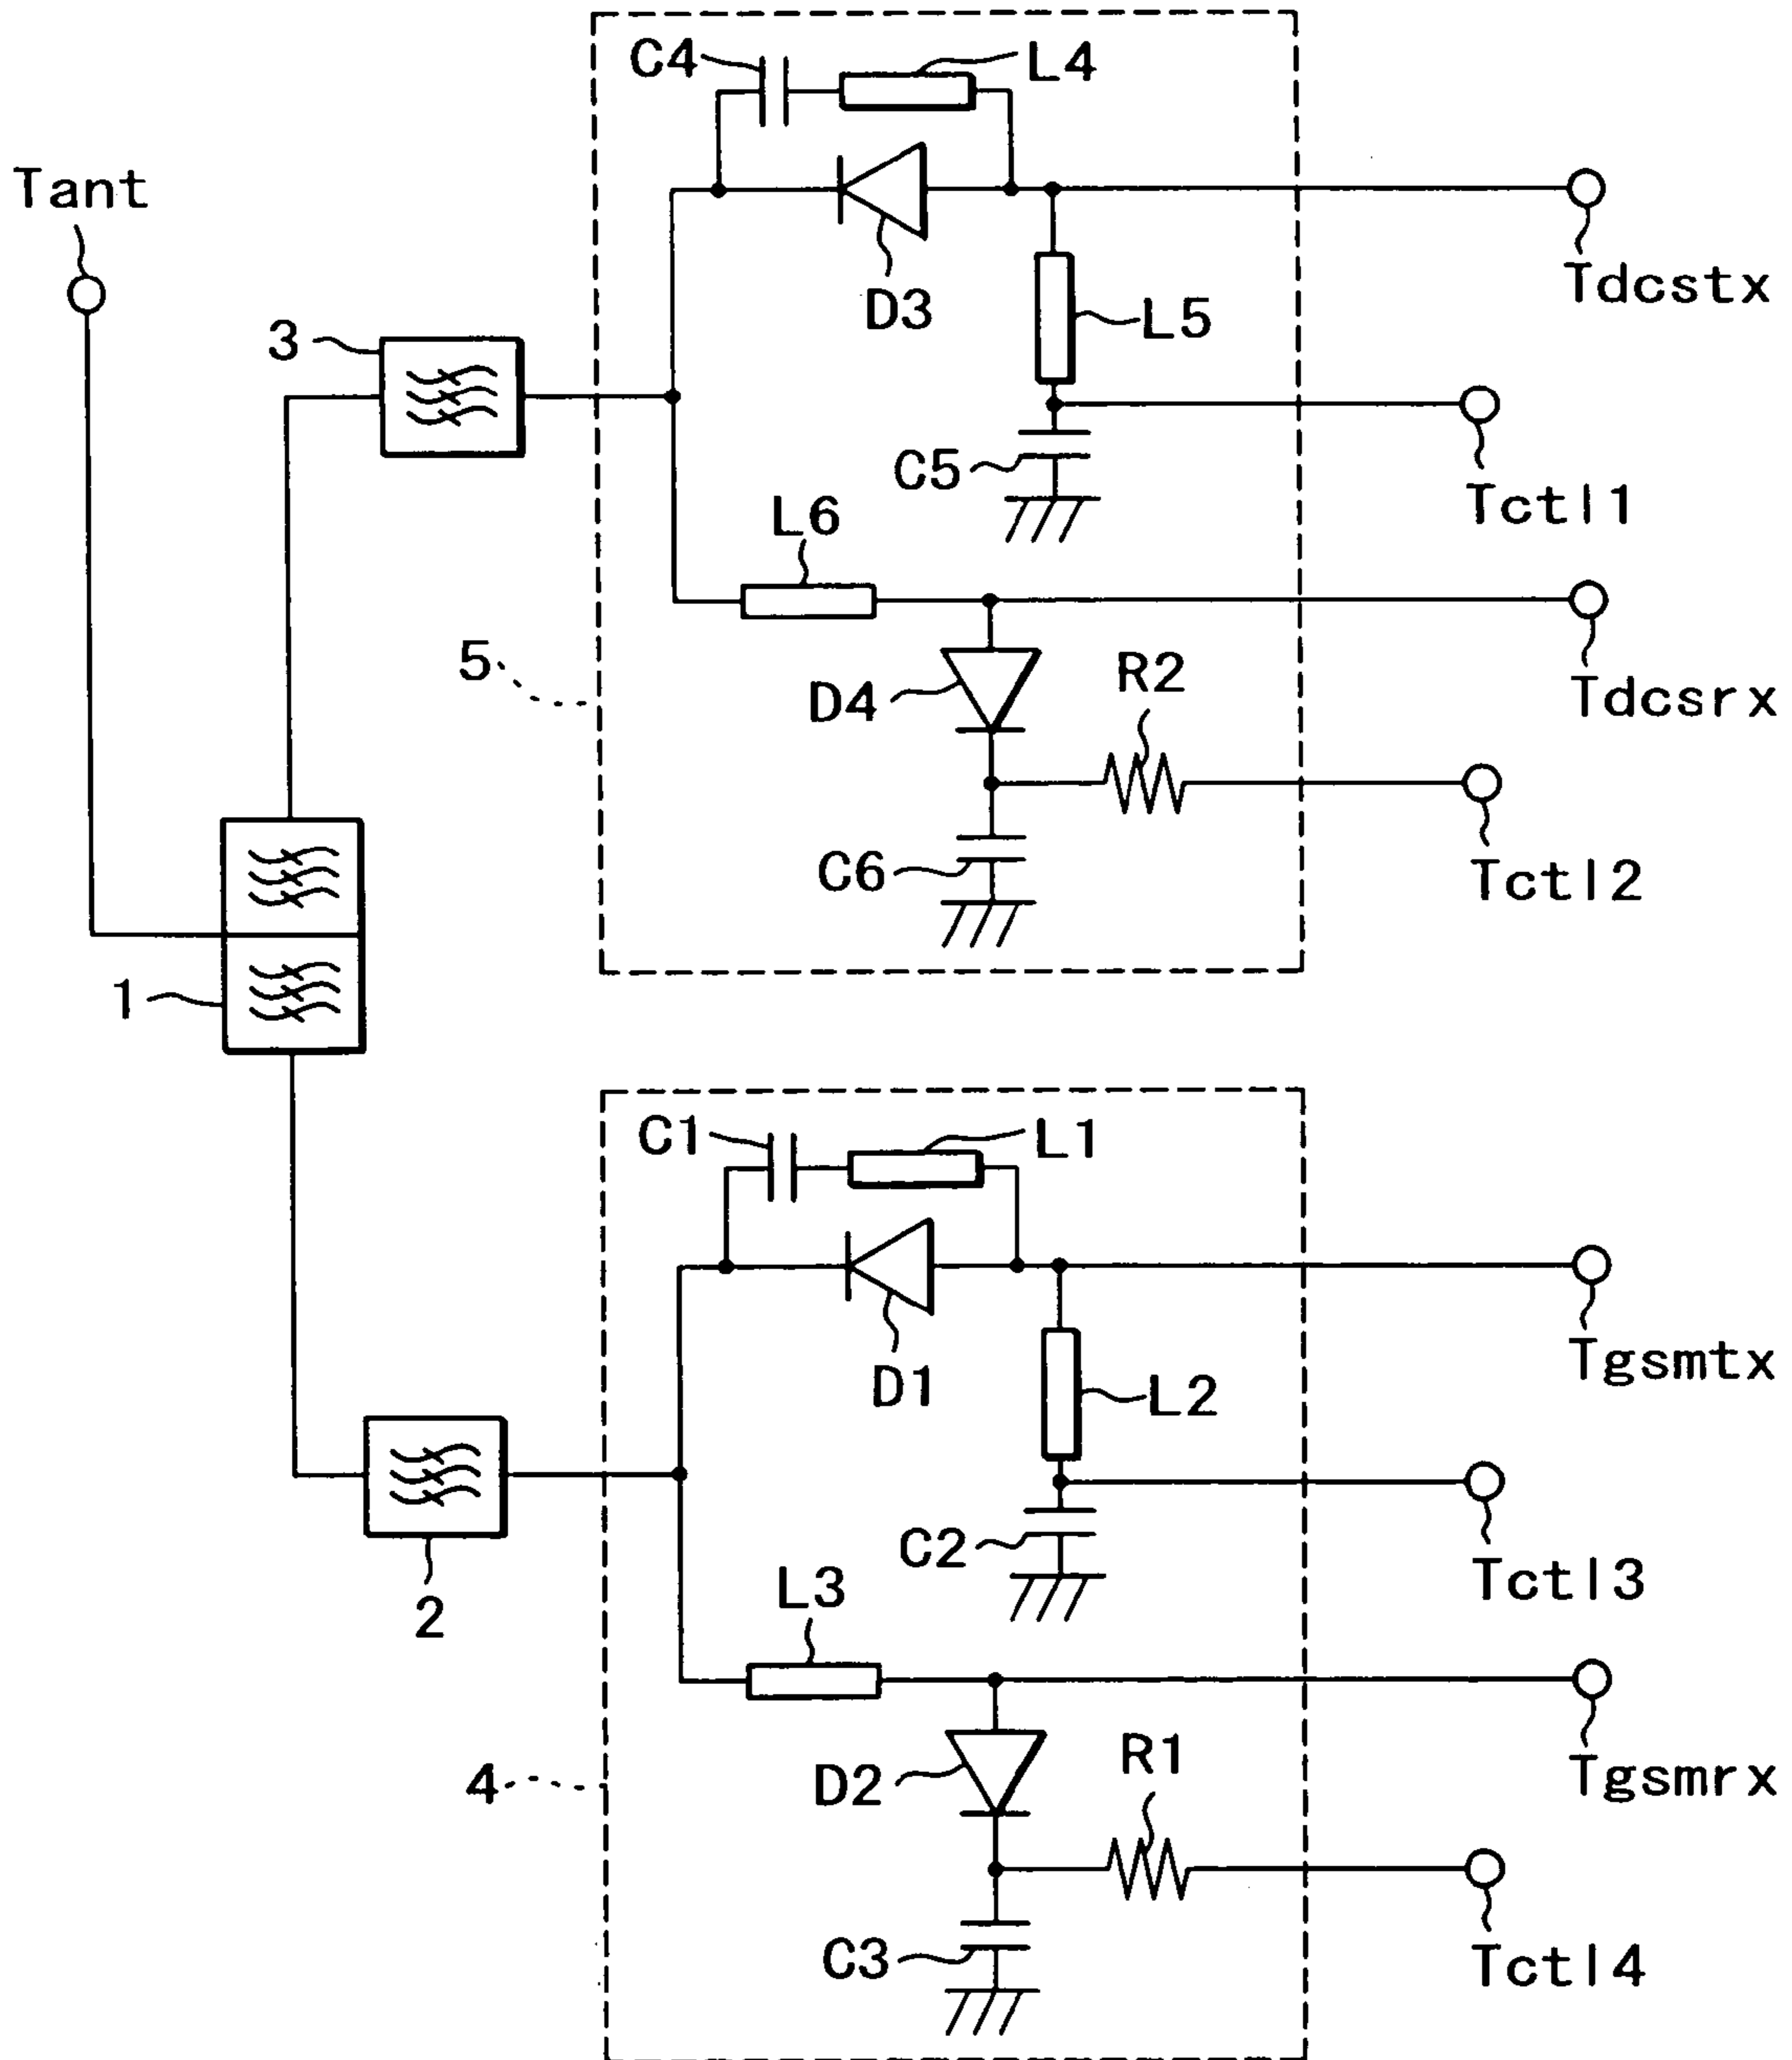 C4
L4
Tant
D3
Tdcstx
3
L5
C5
Tctl1
L6
5
D4
R2
Tdcsrx
C6
Tctl2
1
C1
L1
D1
Tgsmtx
L2
C2
2
L3
Tctl3
4
D2
R1
Tgsmrx
C3
Tctl4